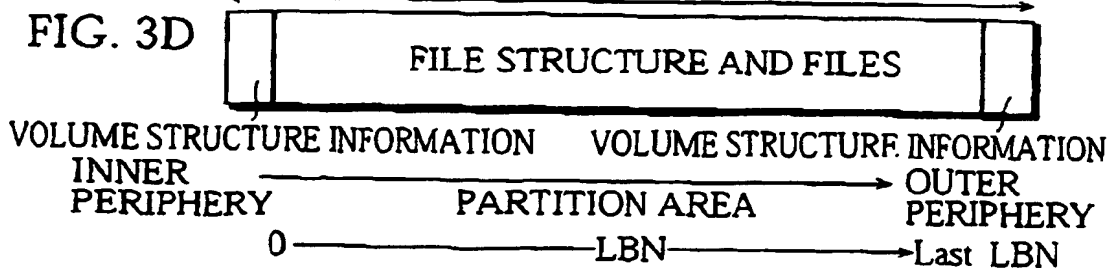 FIG. 3D
FILE STRUCTURE AND FILES
VOLUME STRUCTURE INFORMATION VOLUME STRUCTURE INFORMATION
INNER PERIPHERY
PARTITION AREA
OUTER PERIPHERY
0 LBN Last LBN